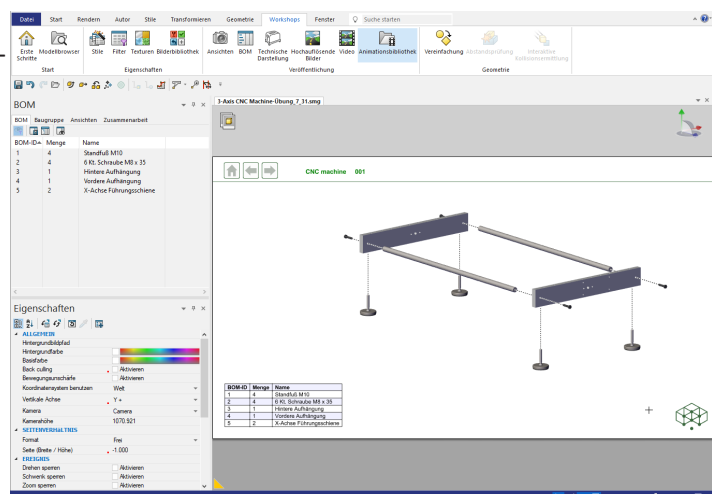 Datei Start Rendern Autor Stile Transformieren Geometrie Workshops Fenster Suche starten
Erste Schritte Modellbrowser Stile Filter Texturen Bilderbibliothek Ansichten BOM Technische Darstellung Hochauflösende Bilder Video Animationsbibliothek Vereinfachung Abstandsprüfung Interaktive Kollisionsermittlung
Start Eigenschaften Veröffentlichung Geometrie
BOM
3-Axis CNC Machine-Übung_7_31.smg
BOM Baugruppe Ansichten Zusammenarbeit
BOM-ID Menge Name
1 4 Standfuß M10
2 4 6 Kt. Schraube M8 x 35
3 1 Hintere Aufhängung
4 1 Vordere Aufhängung
5 2 X-Achse Führungsschiene
CNC machine 001
Eigenschaften
ALLGEMEIN
Hintergrundbildpfad
Hintergrundfarbe
Basisfarbe
Back culling Aktivieren
Bewegungsunschärfe Aktivieren
Koordinatensystem benutzen Welt
Vertikale Achse Y +
Kamera Camera
Kamerahöhe 1070.921
SEITENVERHÄLTNIS
Format Frei
Seite (Breite / Höhe) -1.000
EREIGNIS
Drehen sperren Aktivieren
Schwenk sperren Aktivieren
Zoom sperren Aktivieren
BOM-ID Menge Name
1 4 Standfuß M10
2 4 6 Kt. Schraube M8 x 35
3 1 Hintere Aufhängung
4 1 Vordere Aufhängung
5 2 X-Achse Führungsschiene